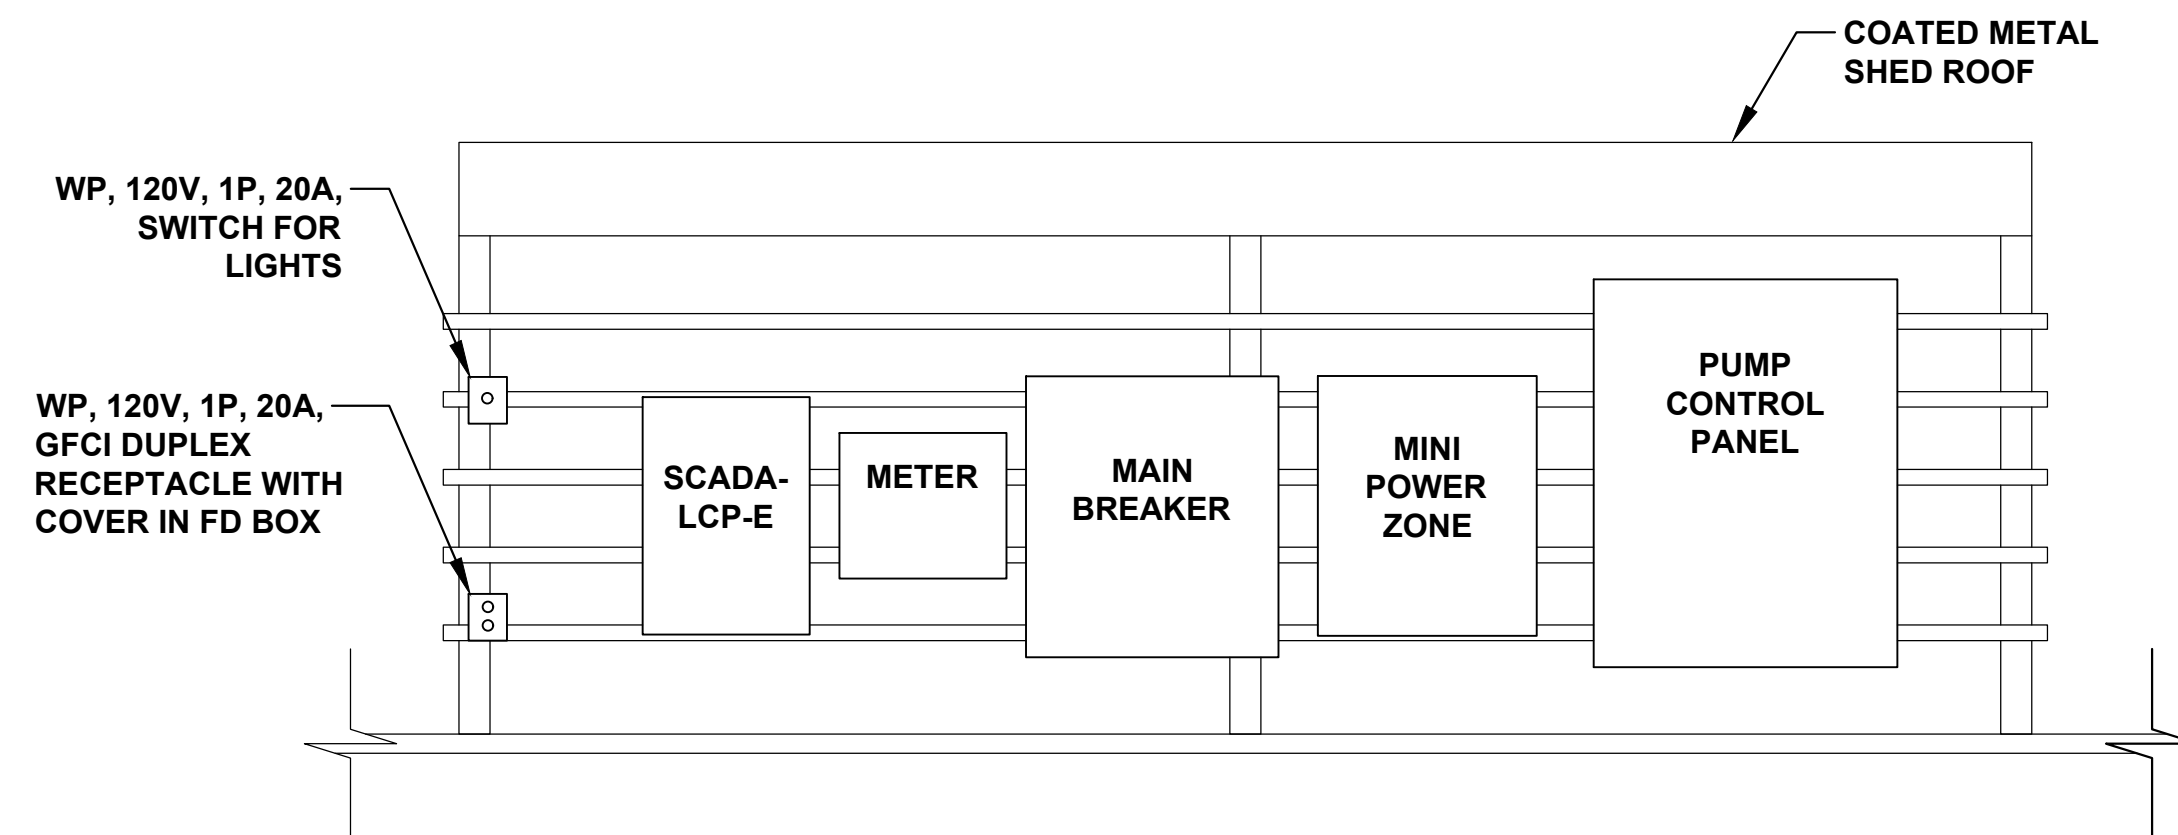 COATED METAL
SHED ROOF
WP, 120V, 1P, 20A,
SWITCH FOR
LIGHTS
WP, 120V, 1P, 20A,
GFCI DUPLEX
RECEPTACLE WITH
COVER IN FD BOX
SCADA-
LCP-E
METER
MAIN
BREAKER
MINI
POWER
ZONE
PUMP
CONTROL
PANEL